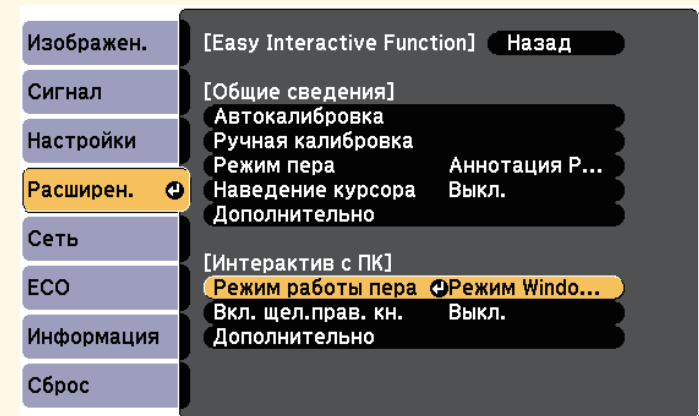 Изображен.
Сигнал
Настройки
Расширен.
Сеть
ECO
Информация
Сброс
[Easy Interactive Function] Назад
[Общие сведения]
Автокалибровка
Ручная калибровка
Режим пера Аннотация P...
Наведение курсора Выкл.
Дополнительно
[Интерактив с ПК]
Режим работы пера Режим Windo...
Вкл. щел.прав. кн. Выкл.
Дополнительно